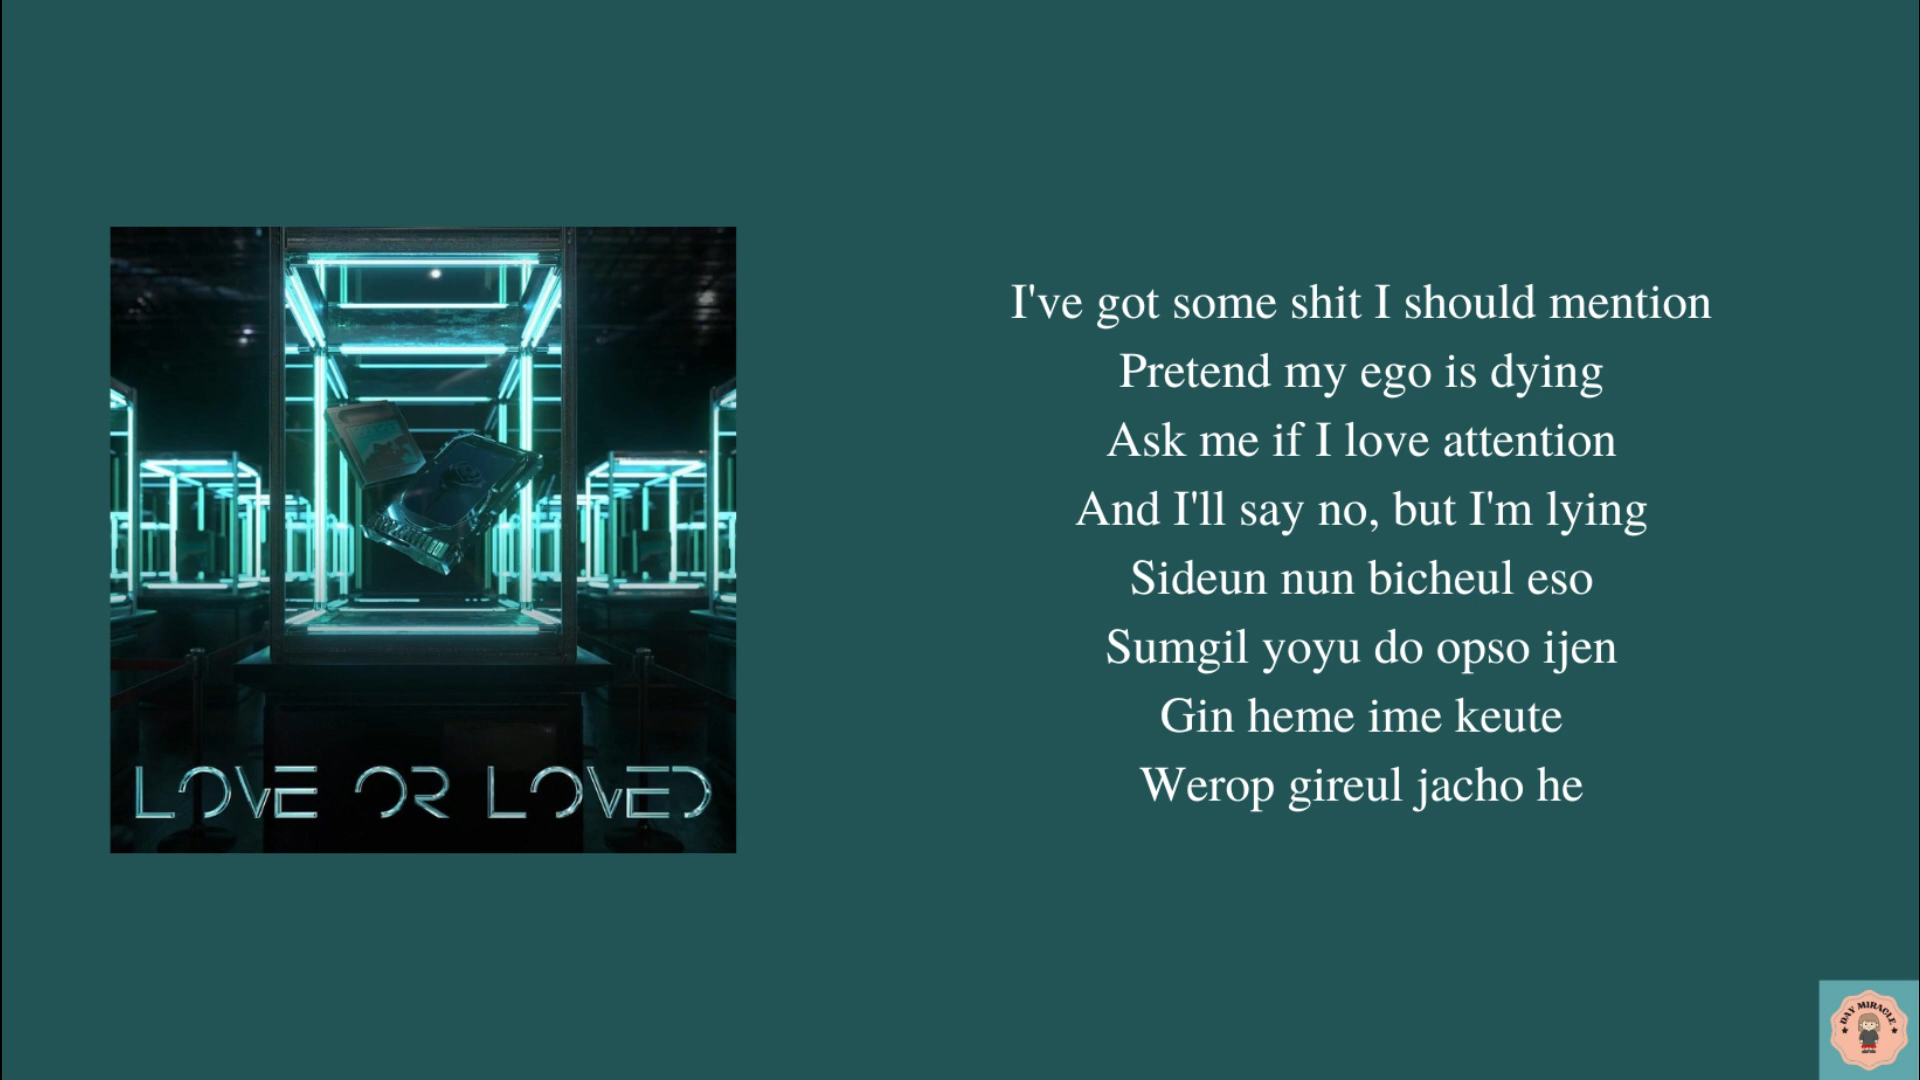 LOVE OR LOVED
I've got some shit I should mention
Pretend my ego is dying
Ask me if I love attention
And I'll say no, but I'm lying
Sideun nun bicheul eso
Sumgil yoyu do opso ijen
Gin heme ime keute
Werop gireul jacho he
DAY MIRACLE